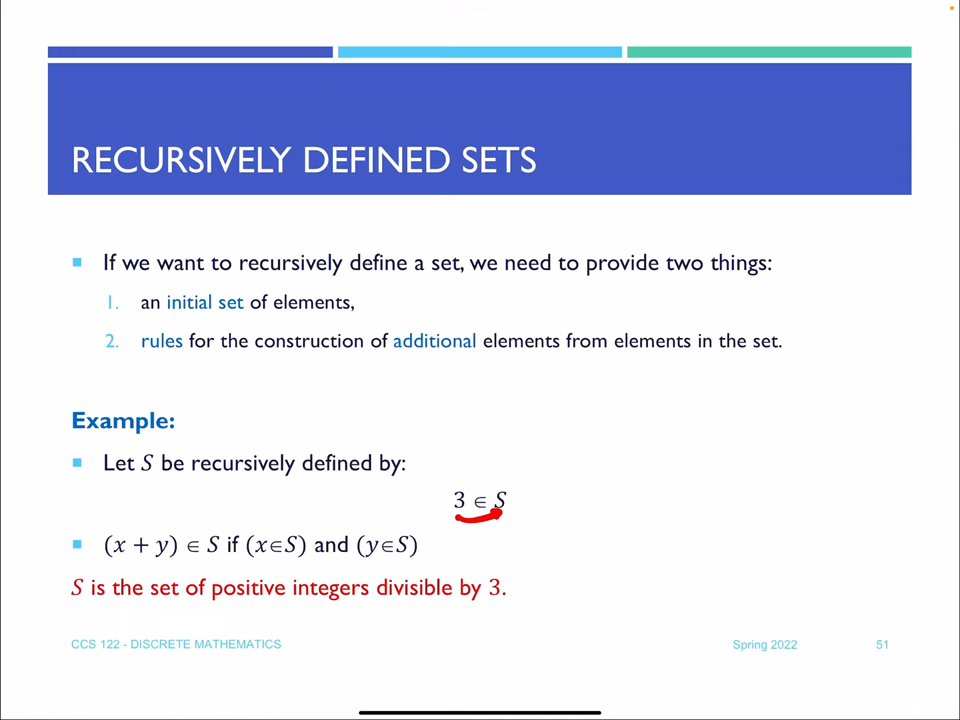 RECURSIVELY DEFINED SETS
▪ If we want to recursively define a set, we need to provide two things:
1. an initial set of elements,
2. rules for the construction of additional elements from elements in the set.
Example:
▪ Let 𝑆 be recursively defined by:
3 ∈ 𝑆
▪ (𝑥 + 𝑦) ∈ 𝑆 if (𝑥∈𝑆) and (𝑦∈𝑆)
𝑆 is the set of positive integers divisible by 3.
CCS 122 - DISCRETE MATHEMATICS Spring 2022 51